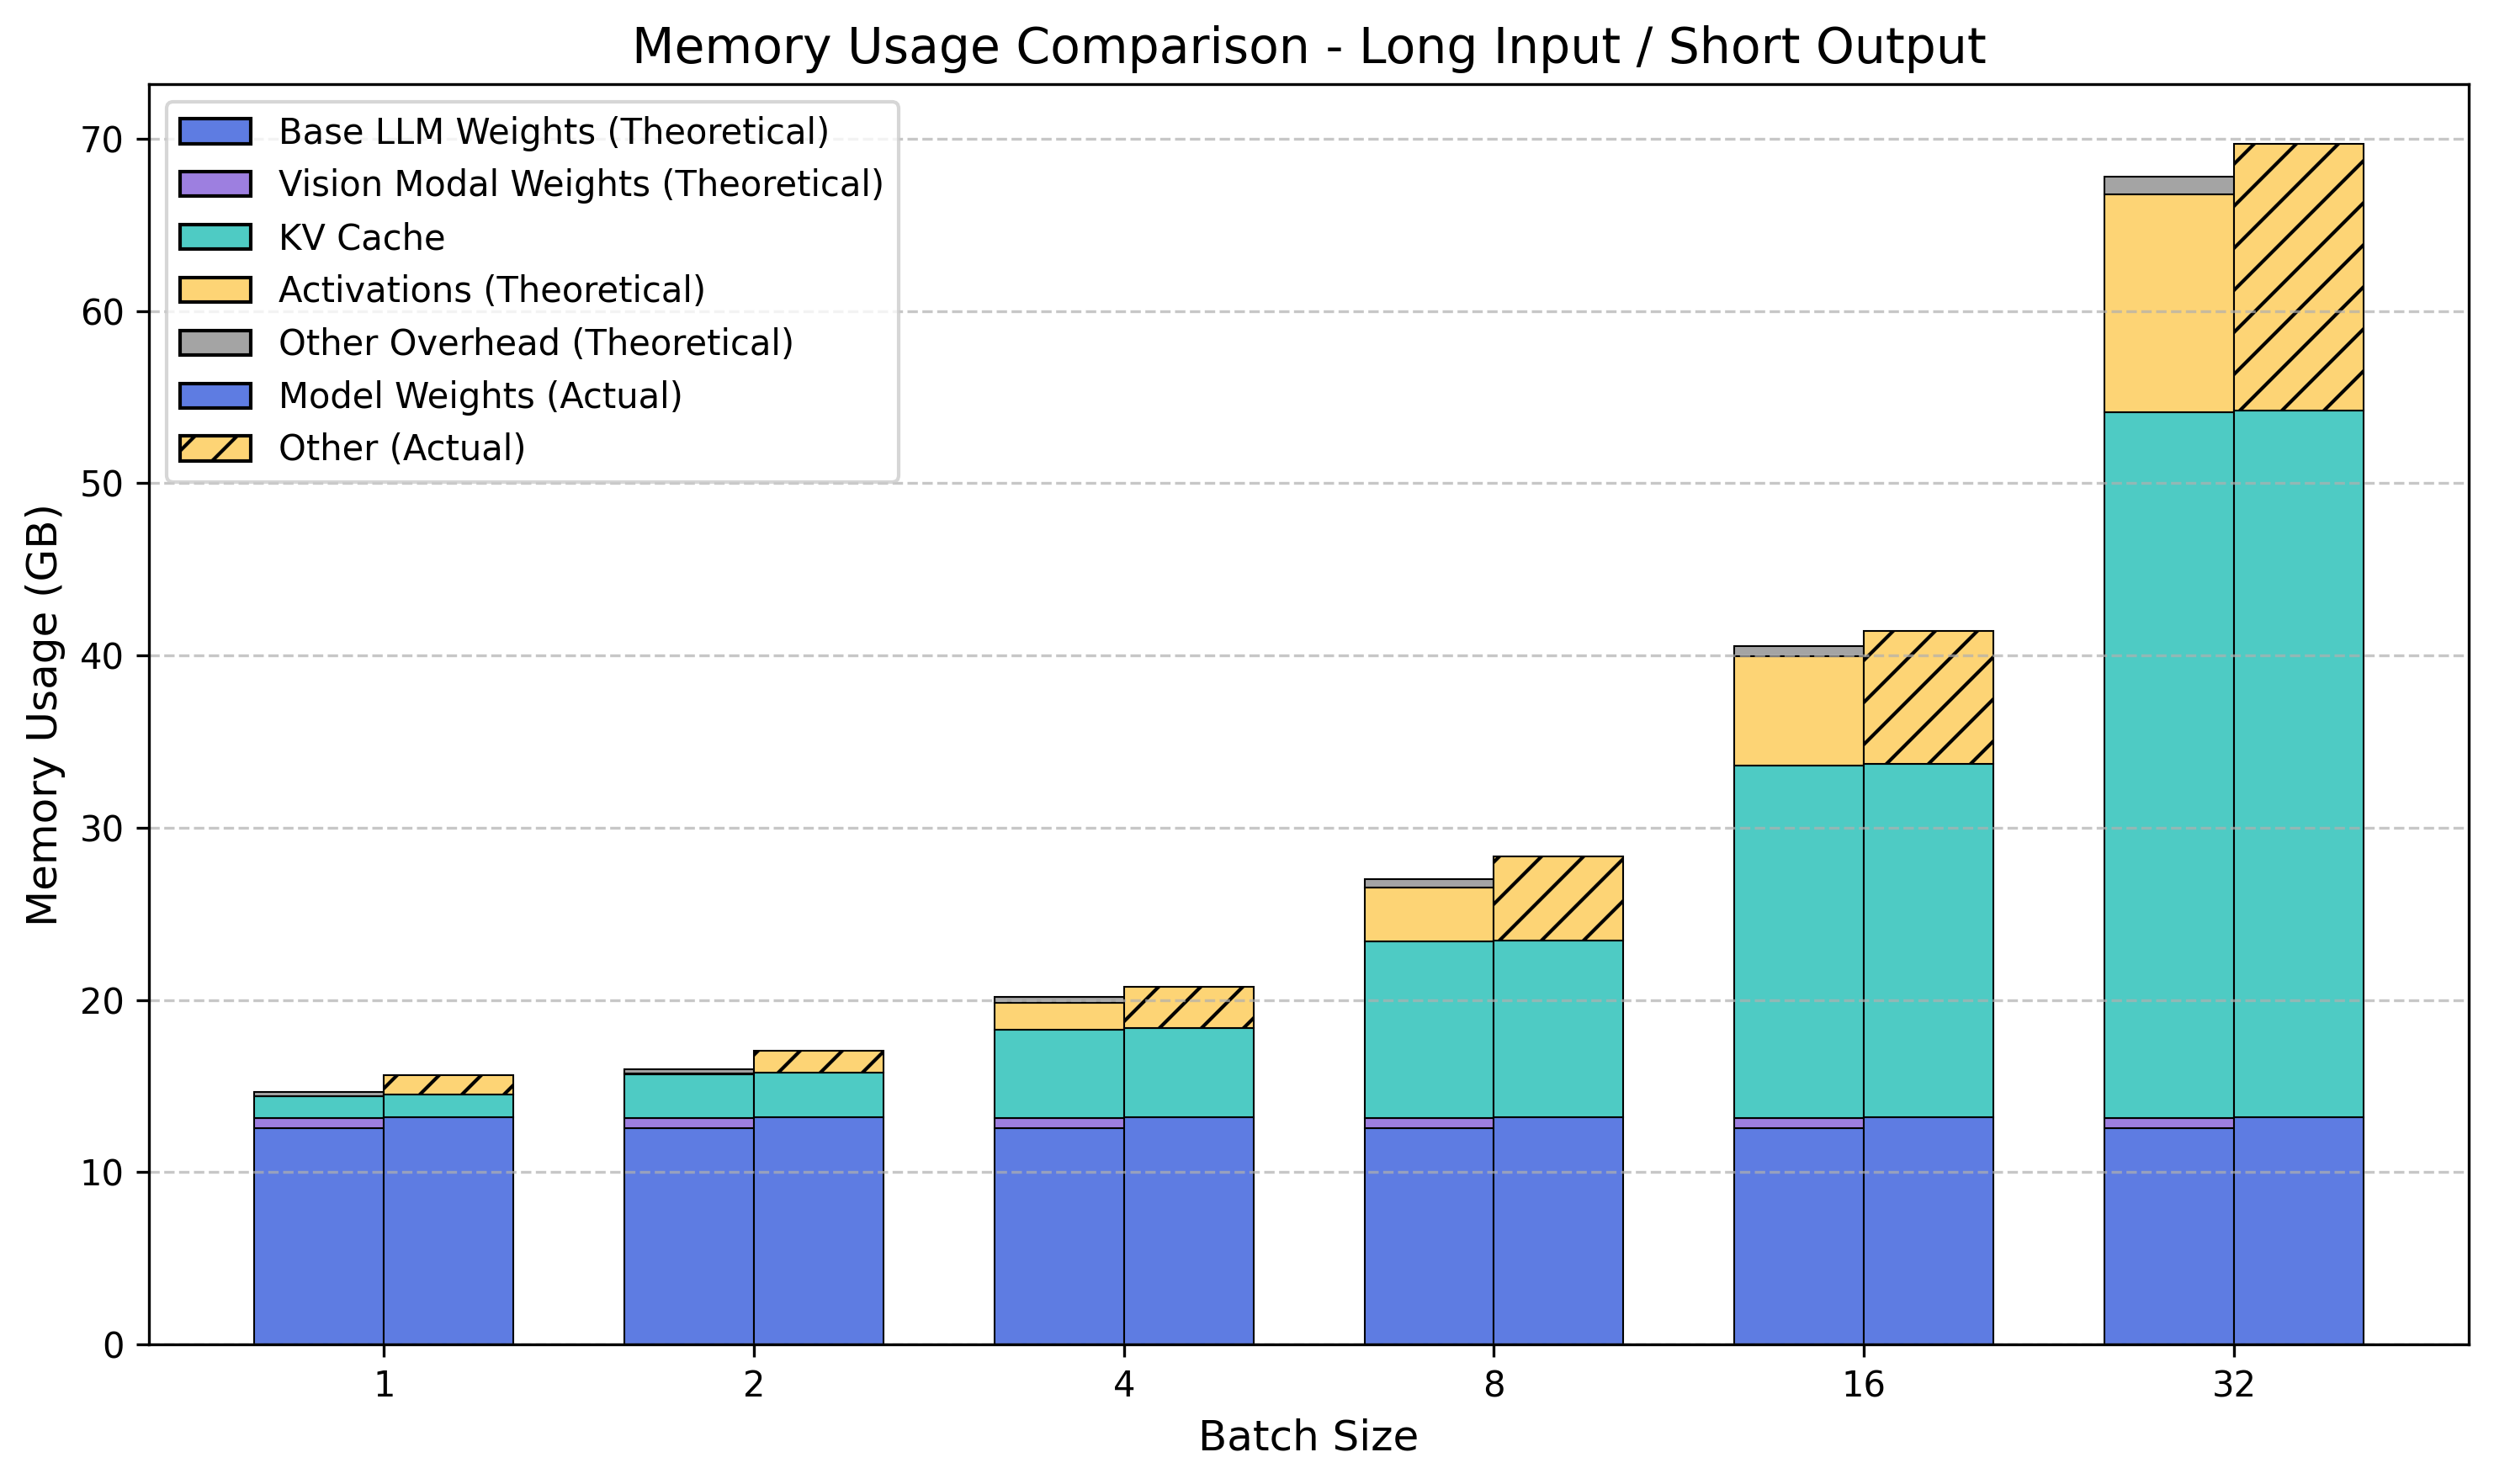 Memory Usage Comparison - Long Input / Short Output
Base LLM Weights (Theoretical)
Vision Modal Weights (Theoretical)
KV Cache
Activations (Theoretical)
Other Overhead (Theoretical)
Model Weights (Actual)
Other (Actual)
Memory Usage (GB)
70
60
50
40
30
20
10
0
1 2 4 8 16 32
Batch Size